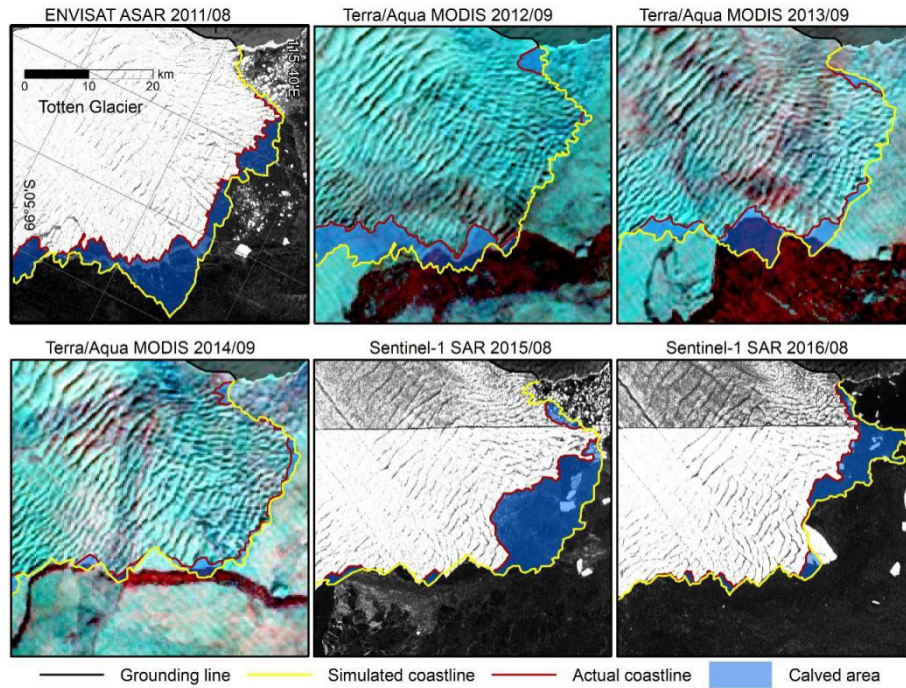 ENVISAT ASAR 2011/08
Terra/Aqua MODIS 2012/09
Terra/Aqua MODIS 2013/09
115°40'E
0 10 20 km
Totten Glacier
66°50'S
Terra/Aqua MODIS 2014/09
Sentinel-1 SAR 2015/08
Sentinel-1 SAR 2016/08
Grounding line
Simulated coastline
Actual coastline
Calved area